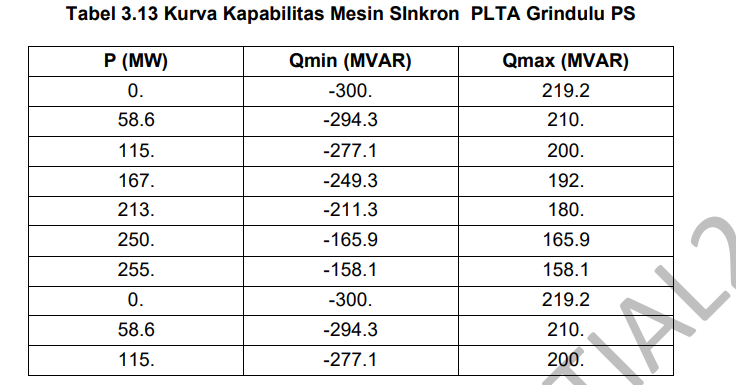 Tabel 3.13 Kurva Kapabilitas Mesin SInkron PLTA Grindulu PS
P (MW) Qmin (MVAR) Qmax (MVAR)
0. -300. 219.2
58.6 -294.3 210.
115. -277.1 200.
167. -249.3 192.
213. -211.3 180.
250. -165.9 165.9
255. -158.1 158.1
0. -300. 219.2
58.6 -294.3 210.
115. -277.1 200.
TIAL2